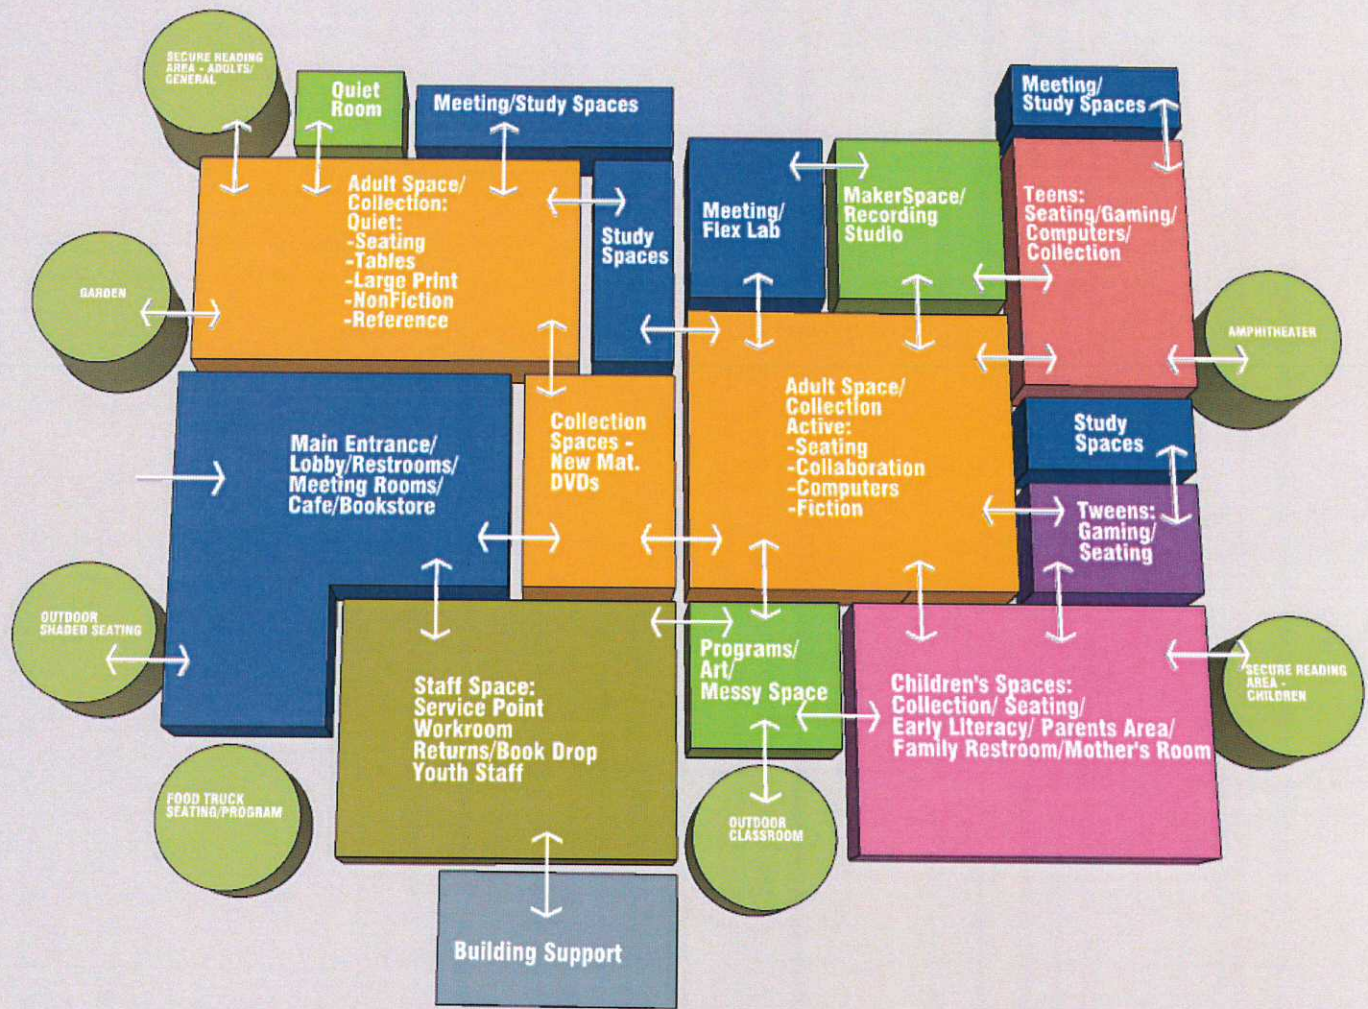 SECURE READING
AREA - ADULTS/
GENERAL
Quiet
Room
Meeting/Study Spaces
Meeting/
Study Spaces
Adult Space/
Collection:
Quiet:
-Seating
-Tables
-Large Print
-NonFiction
-Reference
Study
Spaces
Meeting/
Flex Lab
MakerSpace/
Recording
Studio
Teens:
Seating/Gaming/
Computers/
Collection
GARDEN
AMPHITHEATER
Main Entrance/
Lobby/Restrooms/
Meeting Rooms/
Cafe/Bookstore
Collection
Spaces -
New Mat.
DVDs
Adult Space/
Collection
Active:
-Seating
-Collaboration
-Computers
-Fiction
Study
Spaces
Tweens:
Gaming/
Seating
OUTDOOR
SHADED SEATING
Staff Space:
Service Point
Workroom
Returns/Book Drop
Youth Staff
Programs/
Art/
Messy Space
Children's Spaces:
Collection/ Seating/
Early Literacy/ Parents Area/
Family Restroom/Mother's Room
SECURE READING
AREA -
CHILDREN
FOOD TRUCK
SEATING/PROGRAM
OUTDOOR
CLASSROOM
Building Support